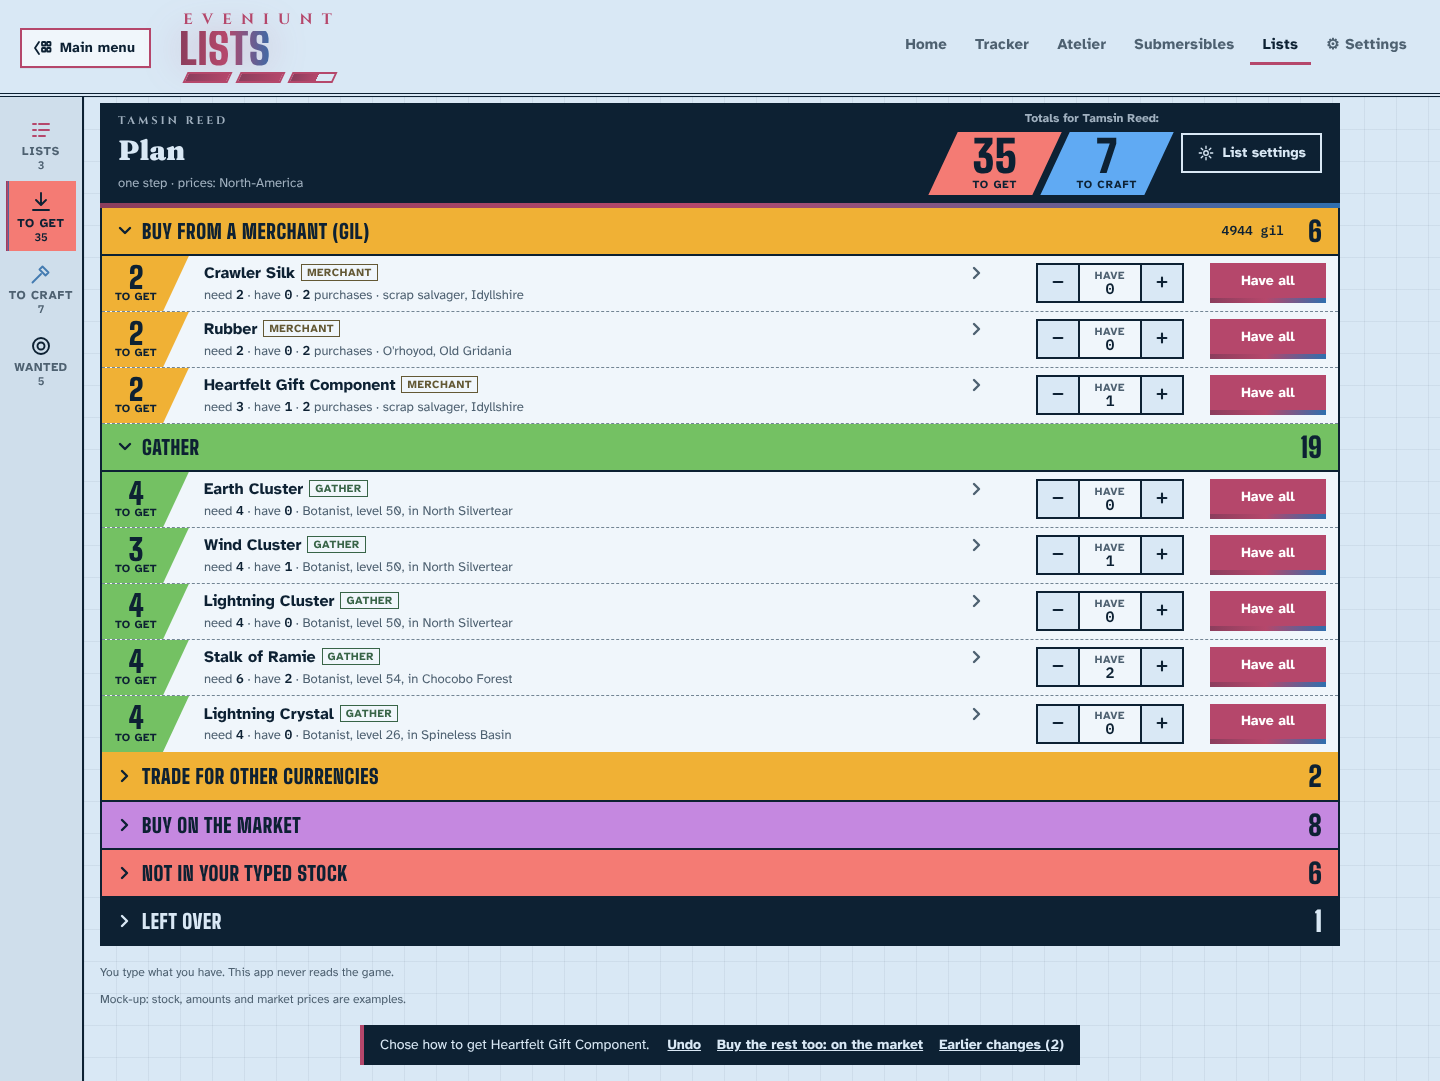 Main menu
EVENIUNT
LISTS
Home
Tracker
Atelier
Submersibles
Lists
Settings
LISTS
3
TO GET
35
TO CRAFT
7
WANTED
5
TAMSIN REED
Plan
one step · prices: North-America
Totals for Tamsin Reed:
35
TO GET
7
TO CRAFT
List settings
BUY FROM A MERCHANT (GIL)
4944 gil
6
2
TO GET
Crawler Silk MERCHANT
need 2 · have 0 · 2 purchases · scrap salvager, Idyllshire
HAVE
0
Have all
2
TO GET
Rubber MERCHANT
need 2 · have 0 · 2 purchases · O'rhoyod, Old Gridania
HAVE
0
Have all
2
TO GET
Heartfelt Gift Component MERCHANT
need 3 · have 1 · 2 purchases · scrap salvager, Idyllshire
HAVE
1
Have all
GATHER
19
4
TO GET
Earth Cluster GATHER
need 4 · have 0 · Botanist, level 50, in North Silvertear
HAVE
0
Have all
3
TO GET
Wind Cluster GATHER
need 4 · have 1 · Botanist, level 50, in North Silvertear
HAVE
1
Have all
4
TO GET
Lightning Cluster GATHER
need 4 · have 0 · Botanist, level 50, in North Silvertear
HAVE
0
Have all
4
TO GET
Stalk of Ramie GATHER
need 6 · have 2 · Botanist, level 54, in Chocobo Forest
HAVE
2
Have all
4
TO GET
Lightning Crystal GATHER
need 4 · have 0 · Botanist, level 26, in Spineless Basin
HAVE
0
Have all
TRADE FOR OTHER CURRENCIES
2
BUY ON THE MARKET
8
NOT IN YOUR TYPED STOCK
6
LEFT OVER
1
You type what you have. This app never reads the game.
Mock-up: stock, amounts and market prices are examples.
Chose how to get Heartfelt Gift Component. Undo Buy the rest too: on the market Earlier changes (2)